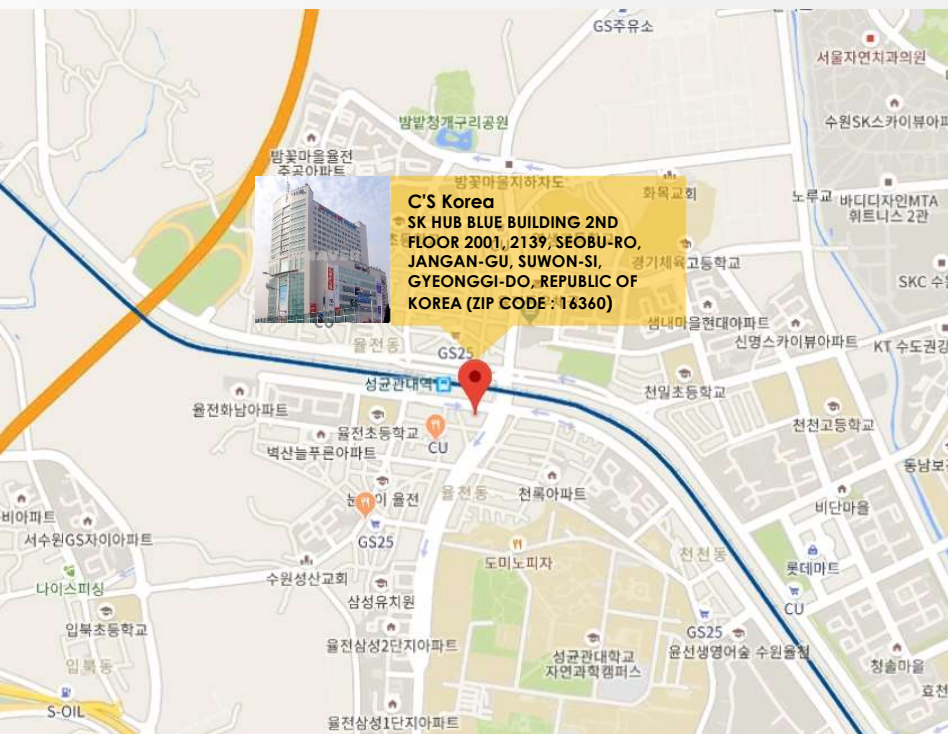 GS주유소
서울자연치과의원
밤밭청개구리공원
수원SK스카이뷰아파
밤꽃마을율전
주공아파트
밤꽃마을지하차도
화목교회
노루교
바디디자인MTA
휘트니스 2관
C'S Korea
SK HUB BLUE BUILDING 2ND
FLOOR 2001, 2139, SEOBU-RO,
JANGAN-GU, SUWON-SI,
GYEONGGI-DO, REPUBLIC OF
KOREA (ZIP CODE : 16360)
NAVER
경기체육고등학교
SKC 수원
CU
샘내마을현대아파트
신명스카이뷰아파트
KT 수도권강
율전동
GS25
성균관대역
천일초등학교
율전화남아파트
천천고등학교
율전초등학교
CU
벽산늘푸른아파트
동남보
율전동
천록아파트
이 율전
비단마을
비아파트
서수원GS자이아파트
GS25
도미노피자
천천동
롯데마트
나이스피싱
수원성산교회
삼성유치원
CU
입북초등학교
GS25
윤선생영어숲 수원율천
율전삼성2단지아파트
성균관대학교
자연과학캠퍼스
입북동
청솔마을
효천
S-OIL
율전삼성1단지아파트